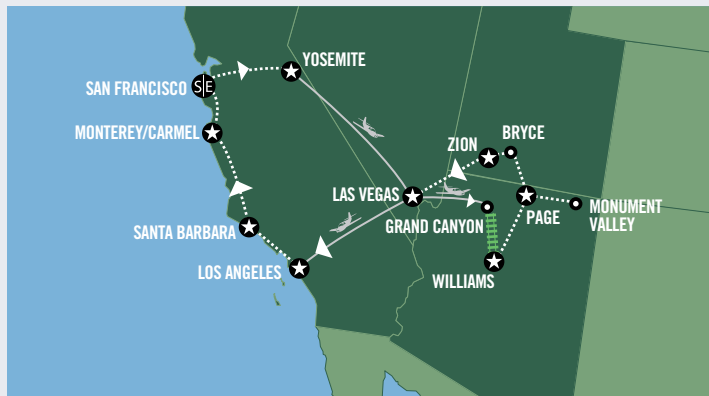 YOSEMITE
SAN FRANCISCO
S E
MONTEREY/CARMEL
BRYCE
ZION
LAS VEGAS
GRAND CANYON
PAGE
MONUMENT
VALLEY
SANTA BARBARA
LOS ANGELES
WILLIAMS